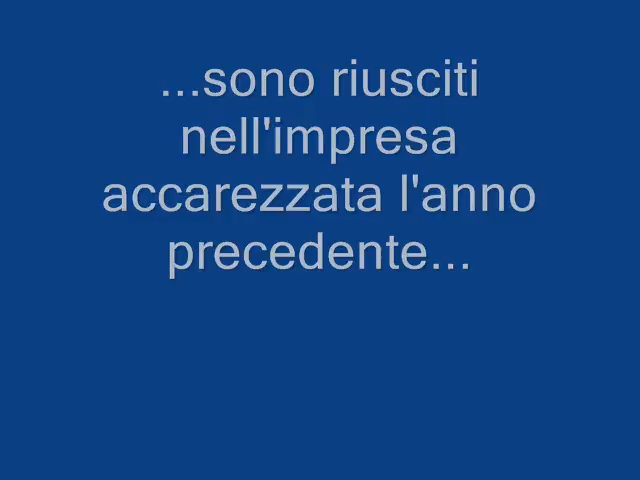 ...sono riusciti
nell'impresa
accarezzata l'anno
precedente...